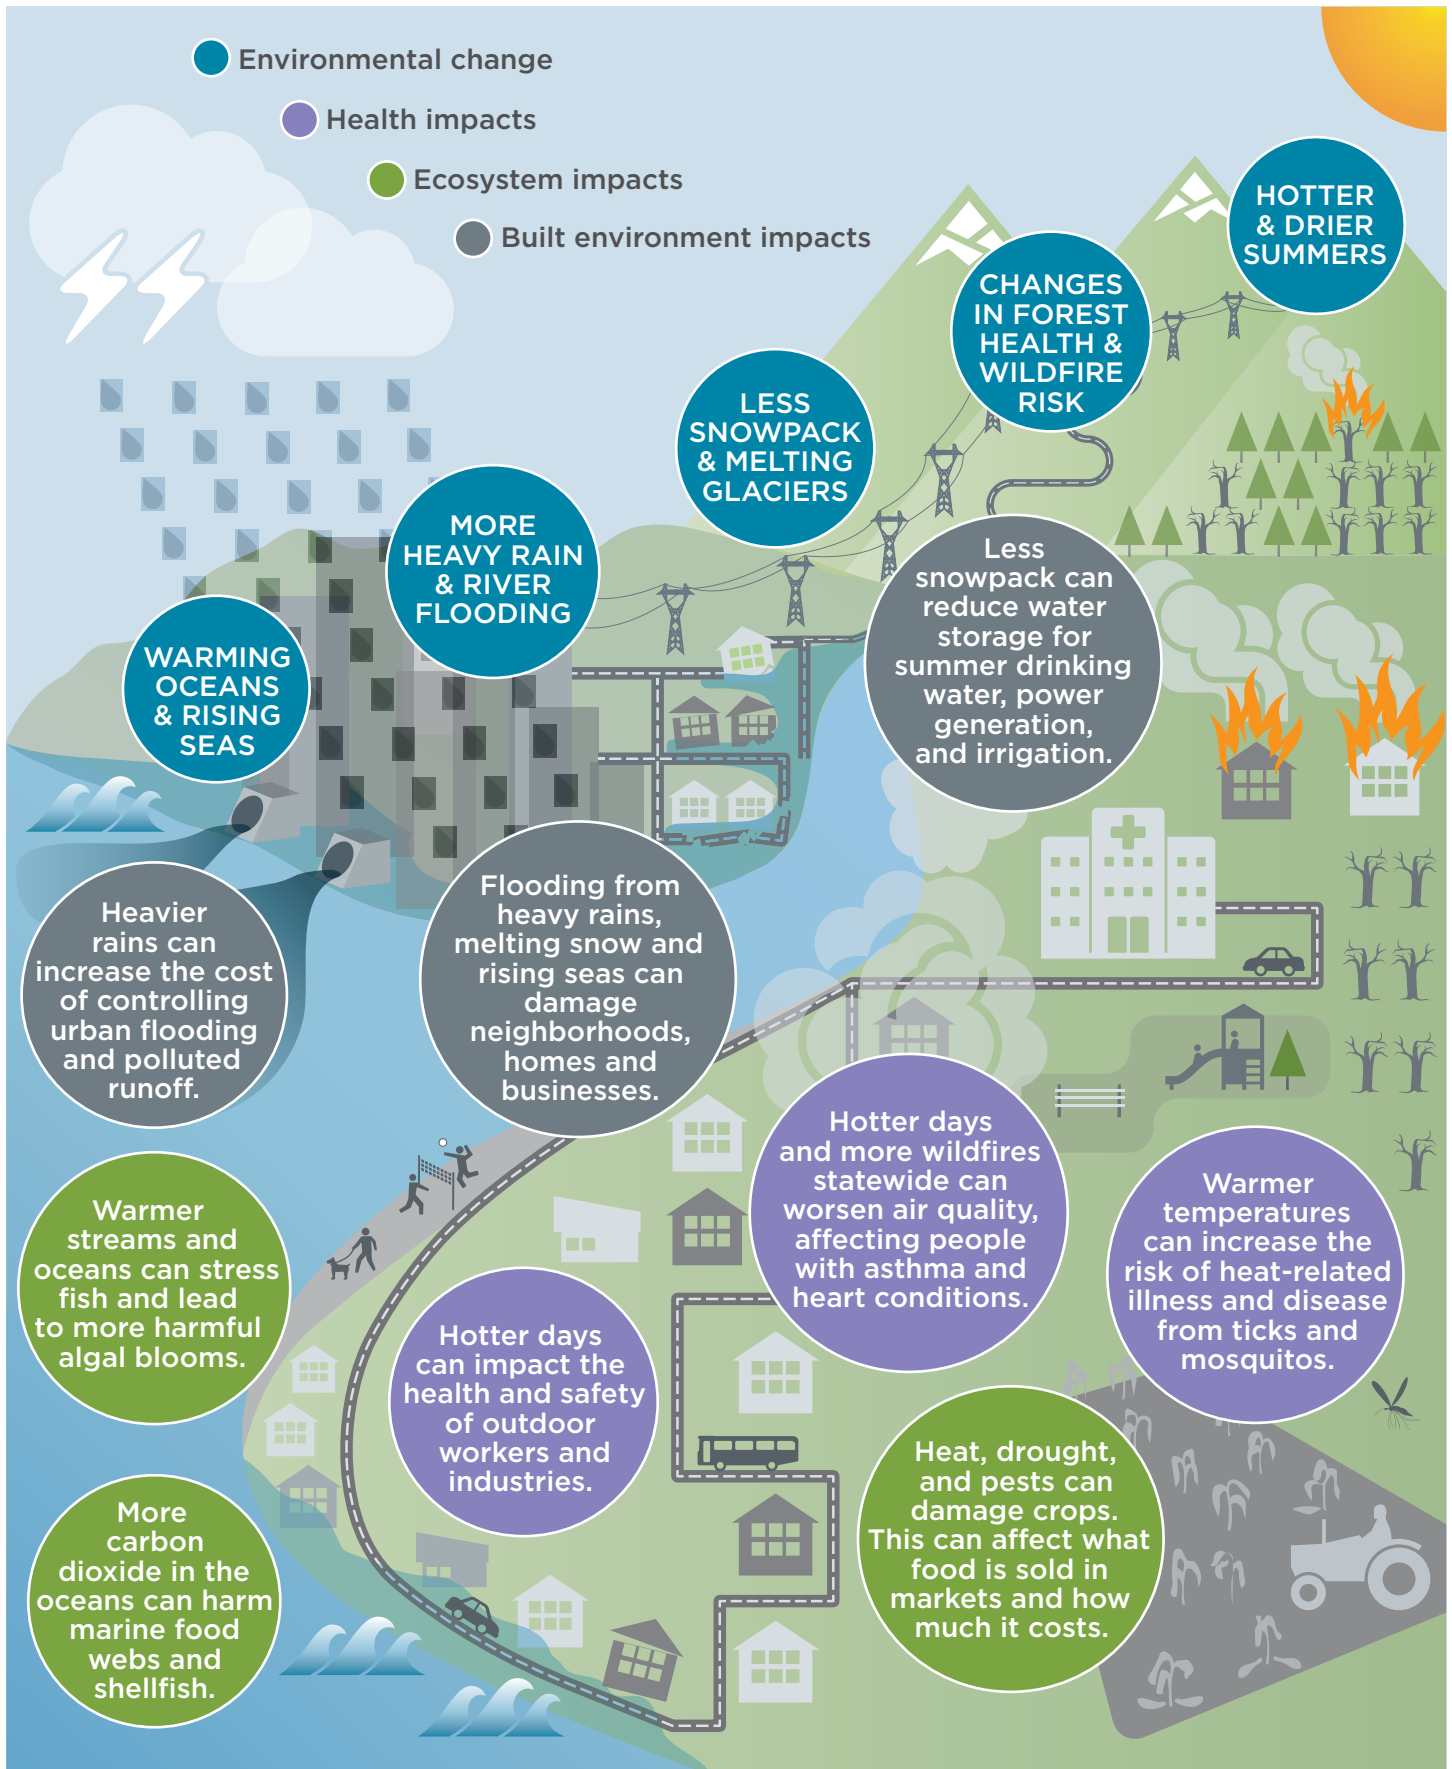 Environmental change
Health impacts
Ecosystem impacts
Built environment impacts
HOTTER
& DRIER
SUMMERS
CHANGES
IN FOREST
HEALTH &
WILDFIRE
RISK
LESS
SNOWPACK
& MELTING
GLACIERS
MORE
HEAVY RAIN
& RIVER
FLOODING
WARMING
OCEANS
& RISING
SEAS
Less
snowpack can
reduce water
storage for
summer drinking
water, power
generation,
and irrigation.
Heavier
rains can
increase the cost
of controlling
urban flooding
and polluted
runoff.
Flooding from
heavy rains,
melting snow and
rising seas can
damage
neighborhoods,
homes and
businesses.
Hotter days
and more wildfires
statewide can
worsen air quality,
affecting people
with asthma and
heart conditions.
Warmer
temperatures
can increase the
risk of heat-related
illness and disease
from ticks and
mosquitos.
Warmer
streams and
oceans can stress
fish and lead
to more harmful
algal blooms.
Hotter days
can impact the
health and safety
of outdoor
workers and
industries.
Heat, drought,
and pests can
damage crops.
This can affect what
food is sold in
markets and how
much it costs.
More
carbon
dioxide in the
oceans can harm
marine food
webs and
shellfish.